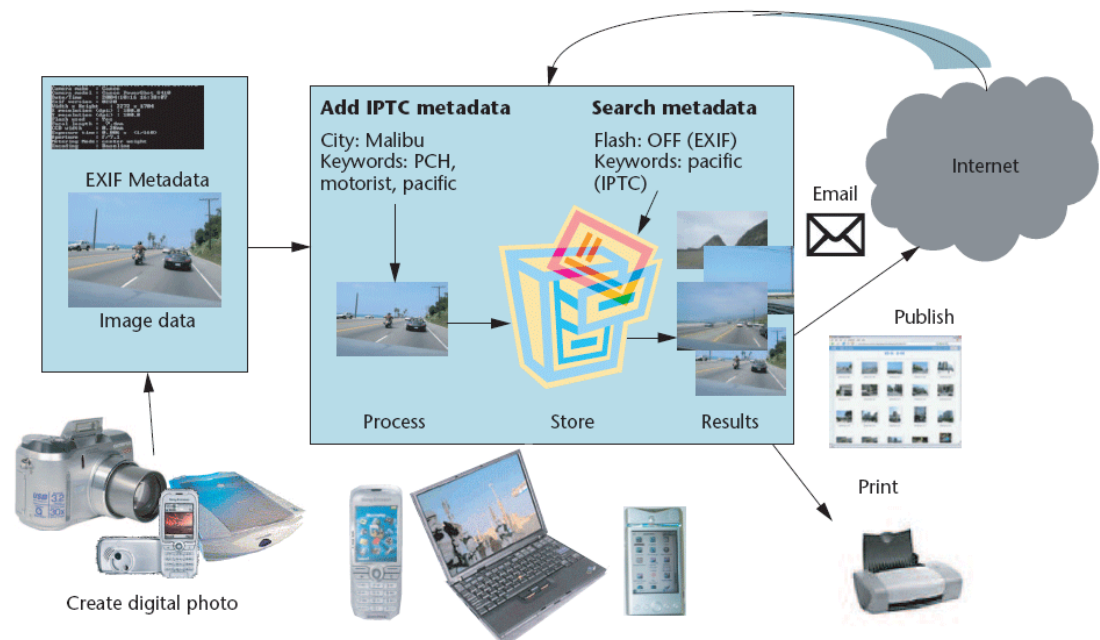 EXIF Metadata
Image data
Create digital photo
Add IPTC metadata
City: Malibu
Keywords: PCH,
motorist, pacific
Process
Search metadata
Flash: OFF (EXIF)
Keywords: pacific
(IPTC)
Store
Results
Email
Internet
Publish
Print